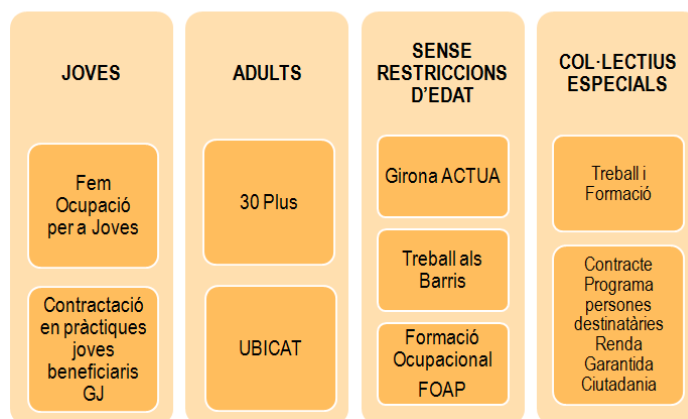 JOVES
Fem
Ocupació
per a Joves
Contractació
en pràctiques
joves
beneficiaris
GJ
ADULTS
30 Plus
UBICAT
SENSE
RESTRICCIONS
D'EDAT
Girona ACTUA
Treball als
Barris
Formació
Ocupacional
FOAP
COL·LECTIUS
ESPECIALS
Treball i
Formació
Contracte
Programa
persones
destinatàries
Renda
Garantida
Ciutadania